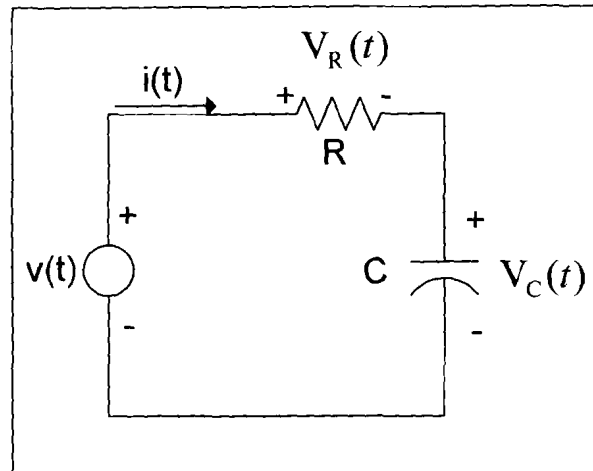 V_R(t)
i(t)
+ -
R
+ +
v(t) C V_C(t)
- -